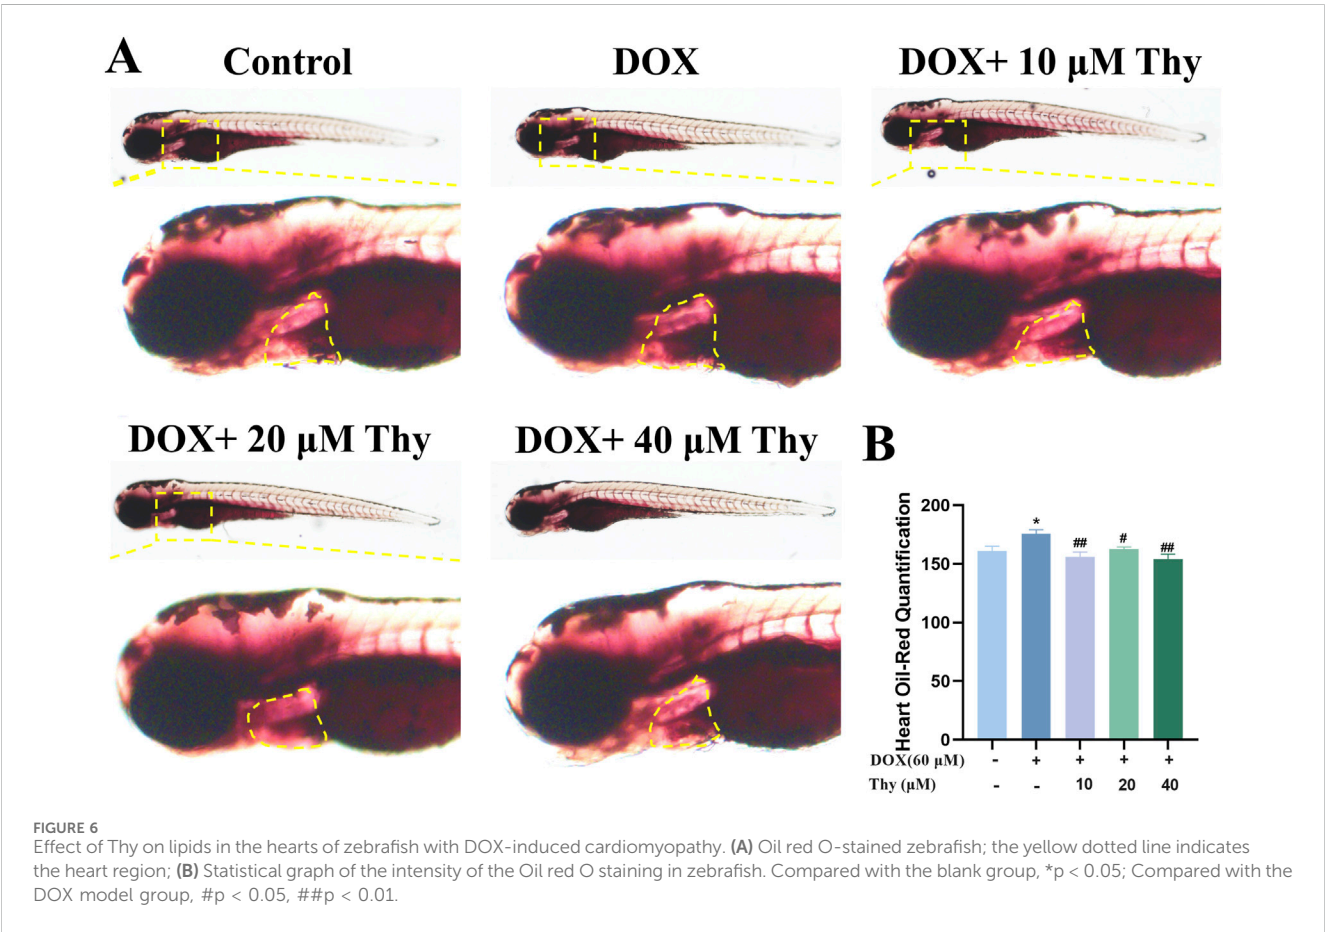 A
Control
DOX
DOX+ 10 μM Thy
DOX+ 20 μM Thy
DOX+ 40 μM Thy
B
Heart Oil-Red Quantification
200
150
100
50
0
*
##
#
##
DOX(60 μM) - + + + +
Thy (μM) - - 10 20 40
FIGURE 6
Effect of Thy on lipids in the hearts of zebrafish with DOX-induced cardiomyopathy. (A) Oil red O-stained zebrafish; the yellow dotted line indicates
the heart region; (B) Statistical graph of the intensity of the Oil red O staining in zebrafish. Compared with the blank group, *p < 0.05; Compared with the
DOX model group, #p < 0.05, ##p < 0.01.